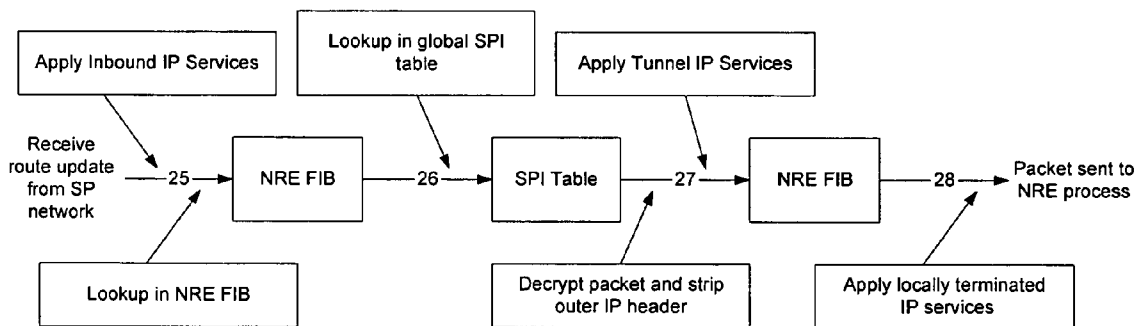 Apply Inbound IP Services
Lookup in global SPI
table
Apply Tunnel IP Services
Receive
route update
from SP
network
25
NRE FIB
26
SPI Table
27
NRE FIB
28
Packet sent to
NRE process
Lookup in NRE FIB
Decrypt packet and strip
outer IP header
Apply locally terminated
IP services